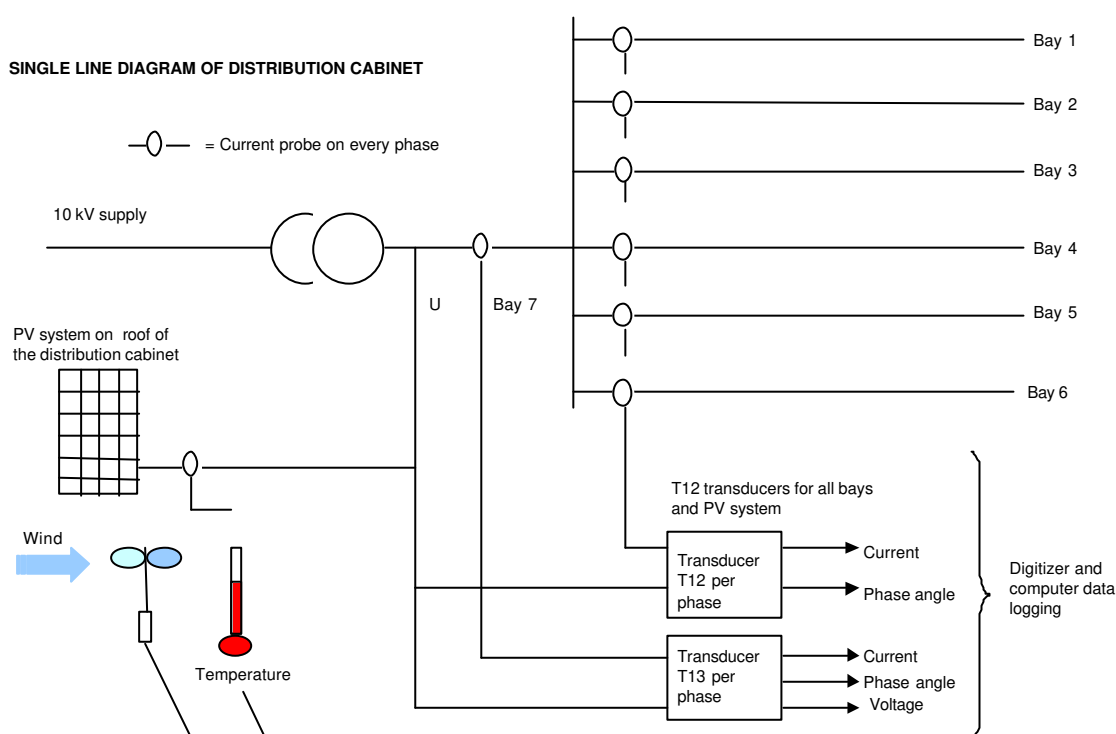 Bay 1
SINGLE LINE DIAGRAM OF DISTRIBUTION CABINET
Bay 2
= Current probe on every phase
Bay 3
10 kV supply
Bay 4
U
Bay 7
Bay 5
PV system on roof of
the distribution cabinet
Bay 6
T12 transducers for all bays
and PV system
Wind
Transducer
T12 per
phase
Current
Phase angle
Digitizer and
computer data
logging
Temperature
Transducer
T13 per
phase
Current
Phase angle
Voltage